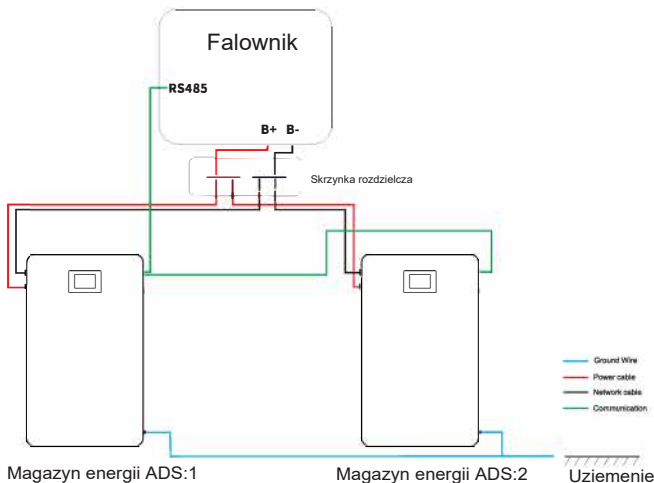 Falownik
RS485
B+ B-
Skrzynka rozdzielcza
Ground Wire
Power cable
Network cable
Communication
Magazyn energii ADS:1
Magazyn energii ADS:2
Uziemenie